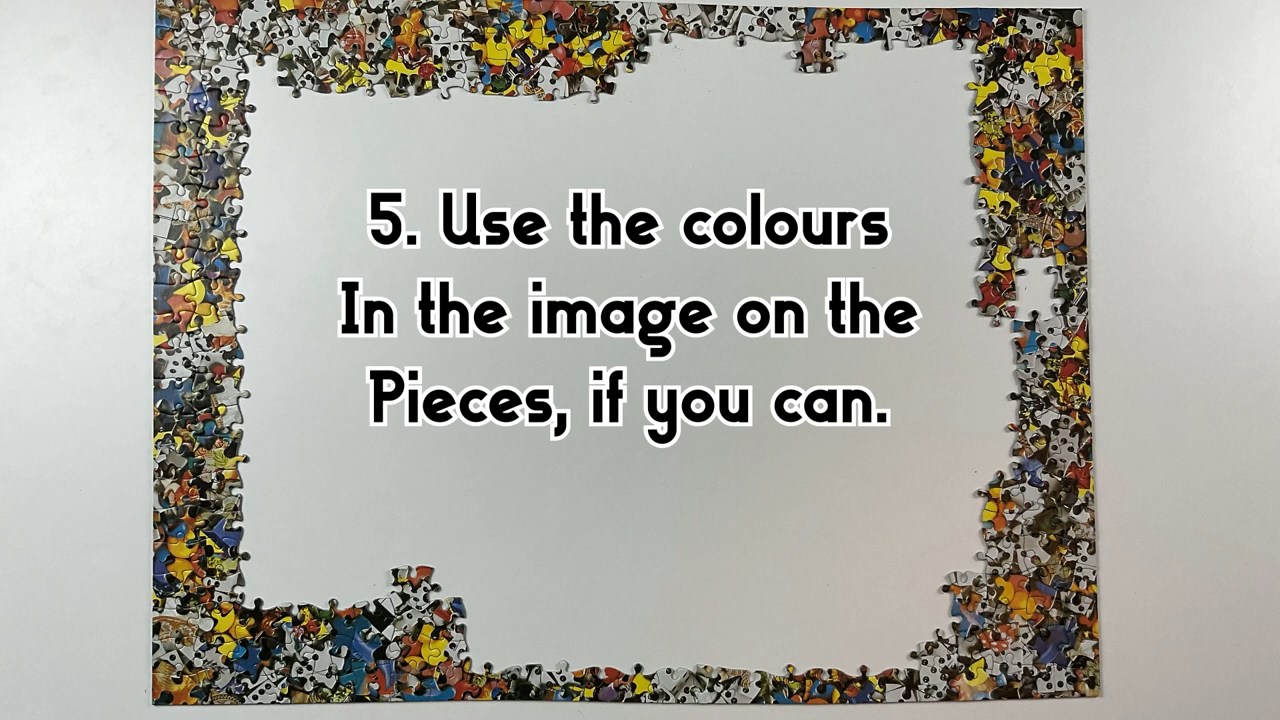 5. Use the colours
In the image on the
Pieces, if you can.